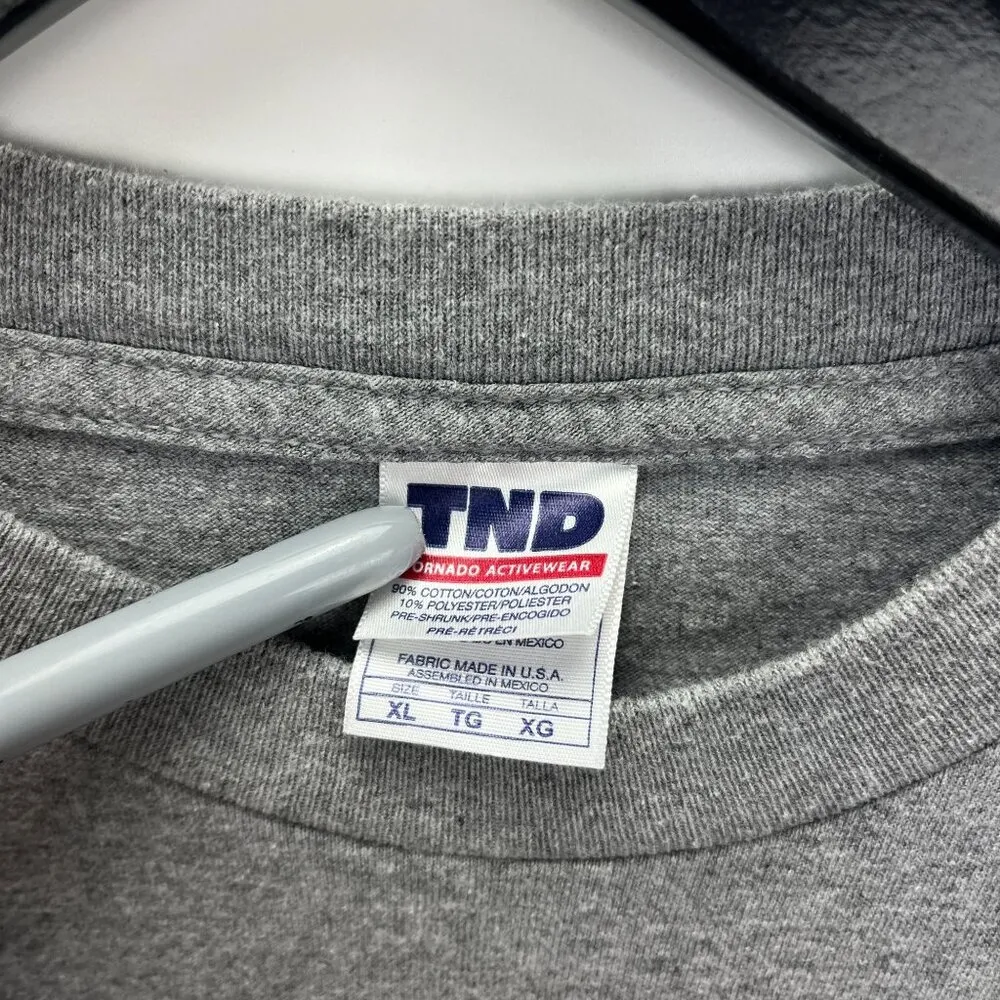 TND
ORNADO ACTIVEWEAR
90% COTTON/COTON/ALGODON
10% POLYESTER/POLIESTER
PRE-SHRUNK/PRE-ENCOGIDO
PRÉ-RÉTRÉCI
EN MEXICO
FABRIC MADE IN U.S.A.
ASSEMBLED IN MEXICO
SIZE TAILLE TALLA
XL TG XG